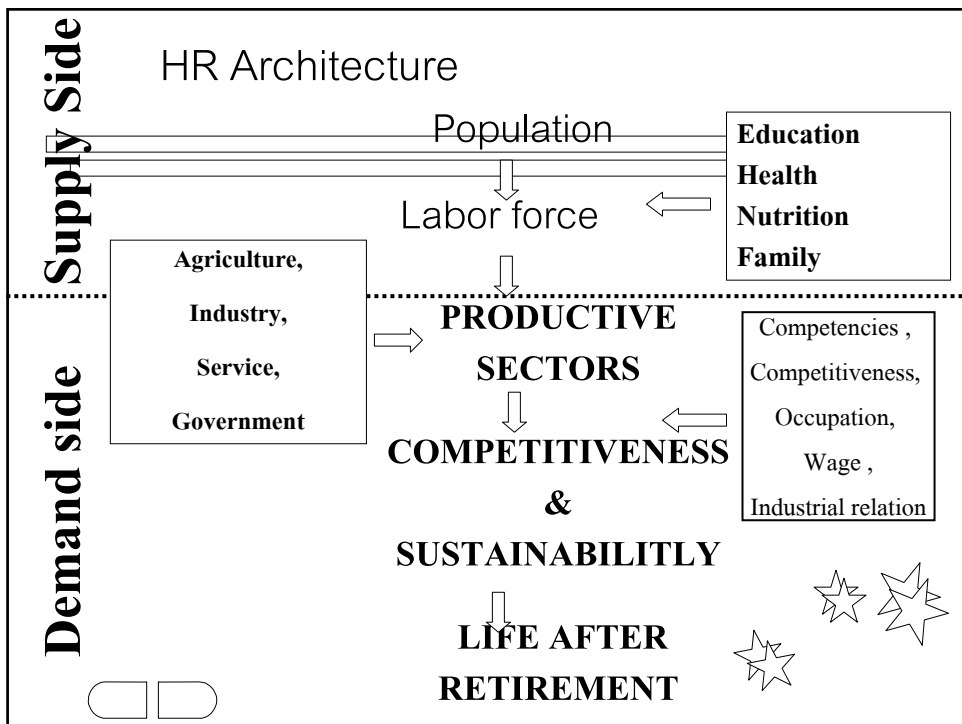 Supply Side
HR Architecture
Population
Education
Health
Labor force
Nutrition
Family
Agriculture,
Industry,
Service,
Government
Demand side
PRODUCTIVE
SECTORS
Competencies ,
Competitiveness,
Occupation,
Wage ,
Industrial relation
COMPETITIVENESS
&
SUSTAINABILITLY
LIFE AFTER
RETIREMENT